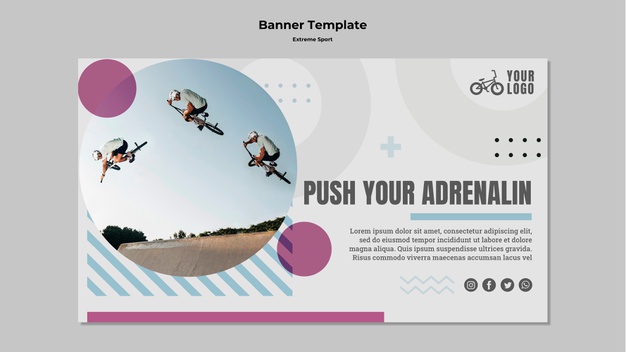 Banner Template
Extreme Sport
YOUR
LOGO
PUSH YOUR ADRENALIN
Lorem ipsum dolor sit amet, consectetur adipiscing elit,
sed do eiusmod tempor incididunt ut labore et dolore
magna aliqua. Quis ipsum suspendisse ultrices gravida.
Risus commodo viverra maecenas accumsan lacus vel